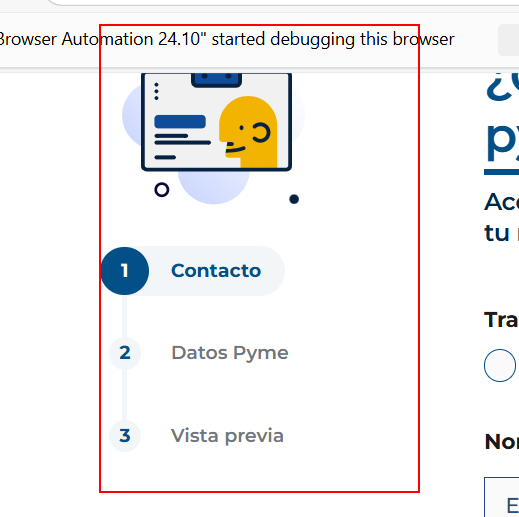 Browser Automation 24.10" started debugging this browser
1 Contacto
2 Datos Pyme
3 Vista previa
¿
py
Acc
tu
Tra
Nor
E